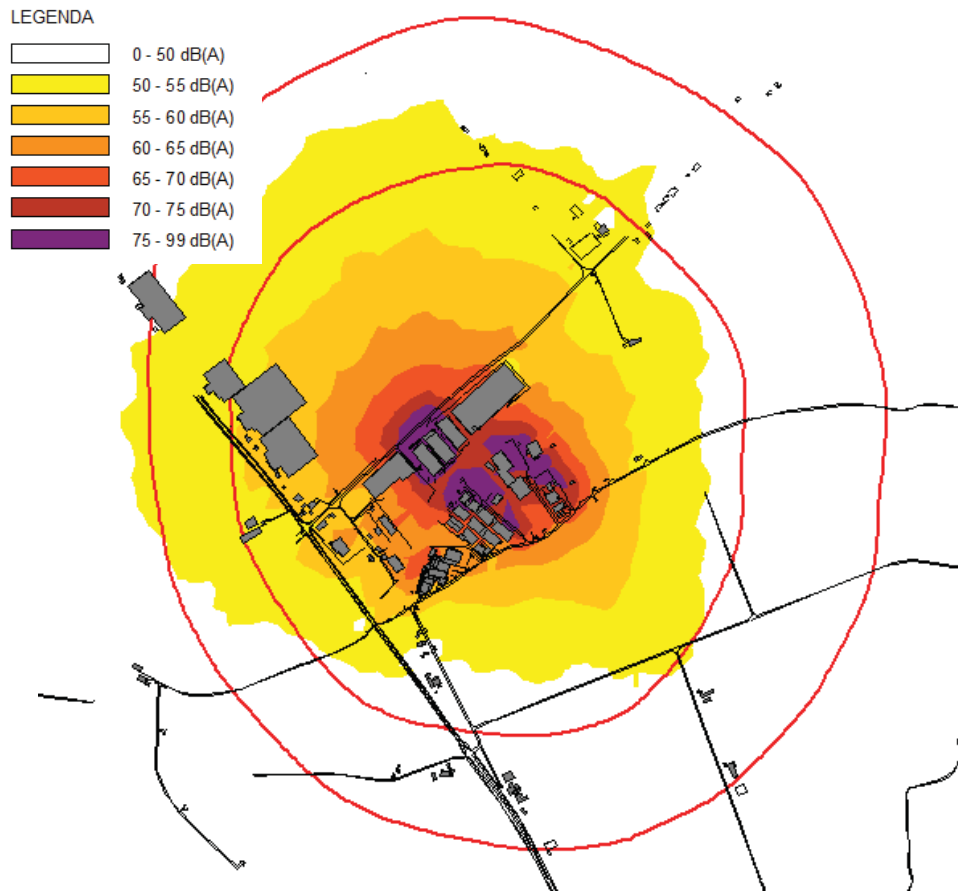 LEGENDA
0 - 50 dB(A)
50 - 55 dB(A)
55 - 60 dB(A)
60 - 65 dB(A)
65 - 70 dB(A)
70 - 75 dB(A)
75 - 99 dB(A)